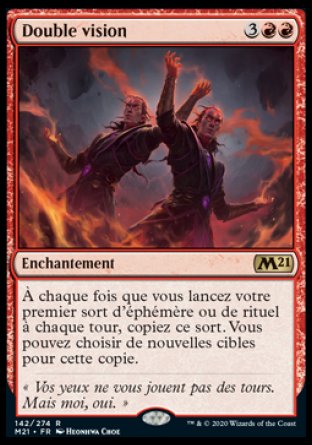 Double vision 3
Enchantement M21
À chaque fois que vous lancez votre
premier sort d'éphémère ou de rituel
à chaque tour, copiez ce sort. Vous
pouvez choisir de nouvelles cibles
pour cette copie.
« Vos yeux ne vous jouent pas des tours.
Mais moi, oui. »
142/274 R
M21 • FR Heonhwa Choe ™ & © 2020 Wizards of the Coast